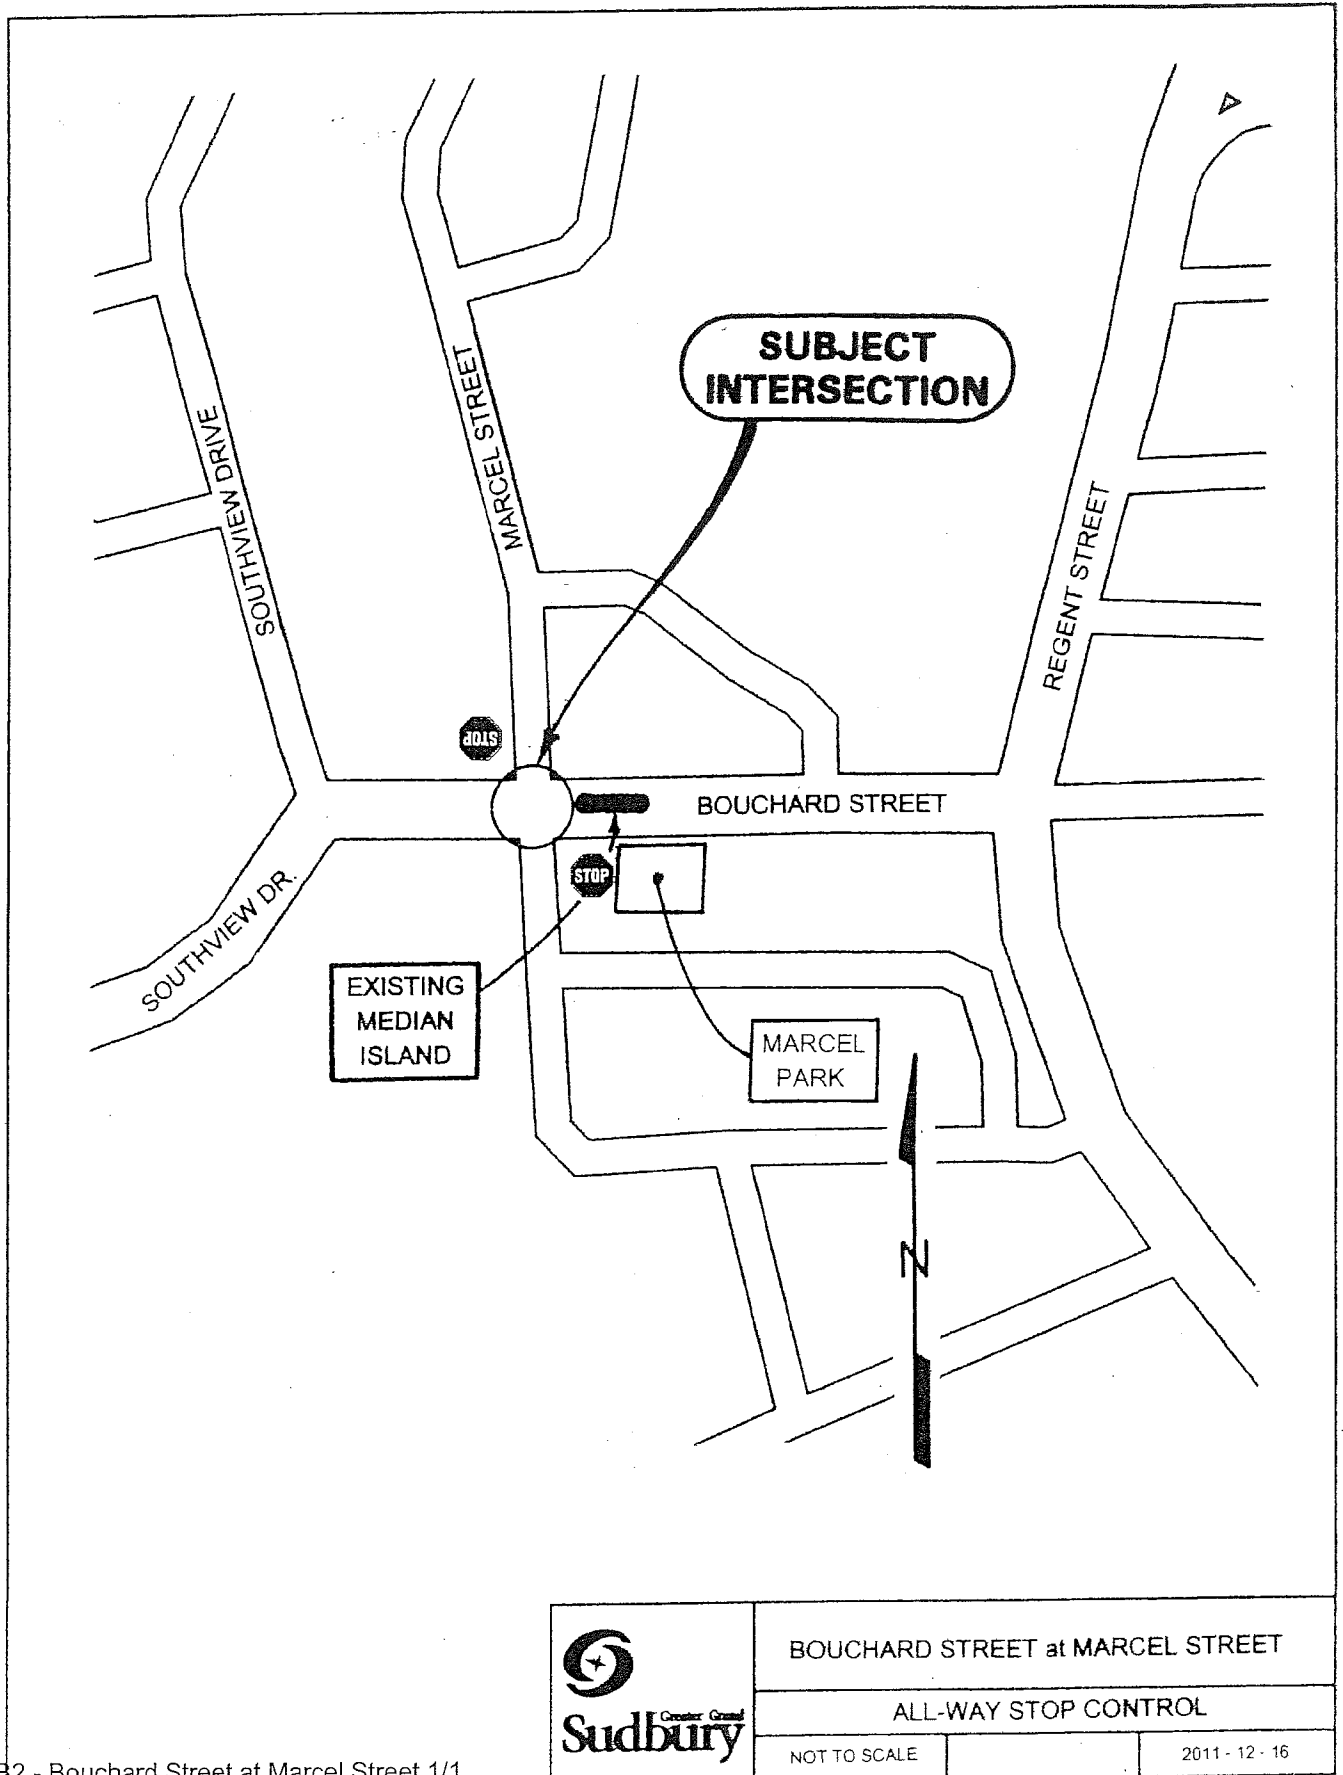 SUBJECT
INTERSECTION
SOUTHVIEW DRIVE
MARCEL STREET
REGENT STREET
STOP
BOUCHARD STREET
STOP
SOUTHVIEW DR.
EXISTING
MEDIAN
ISLAND
MARCEL
PARK
N
BOUCHARD STREET at MARCEL STREET
ALL-WAY STOP CONTROL
Greater Grand
Sudbury
NOT TO SCALE
2011 - 12 - 16
B2 - Bouchard Street at Marcel Street 1/1